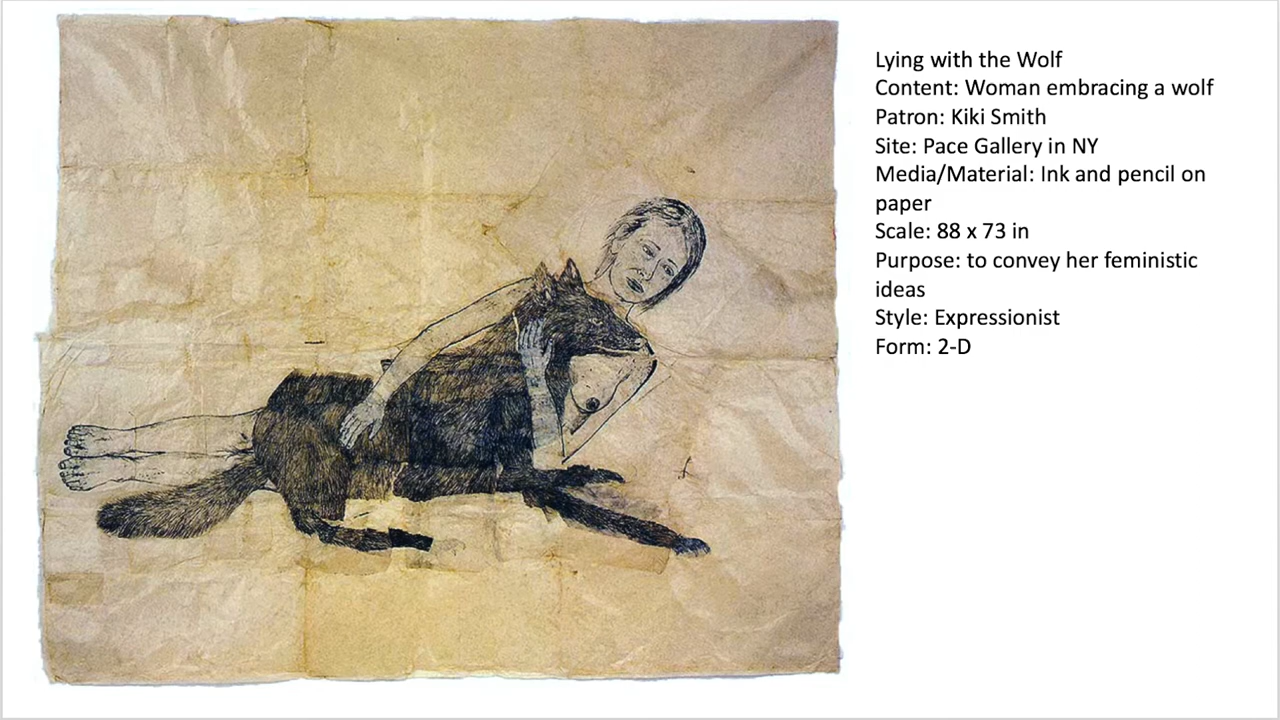 Lying with the Wolf
Content: Woman embracing a wolf
Patron: Kiki Smith
Site: Pace Gallery in NY
Media/Material: Ink and pencil on
paper
Scale: 88 x 73 in
Purpose: to convey her feministic
ideas
Style: Expressionist
Form: 2-D